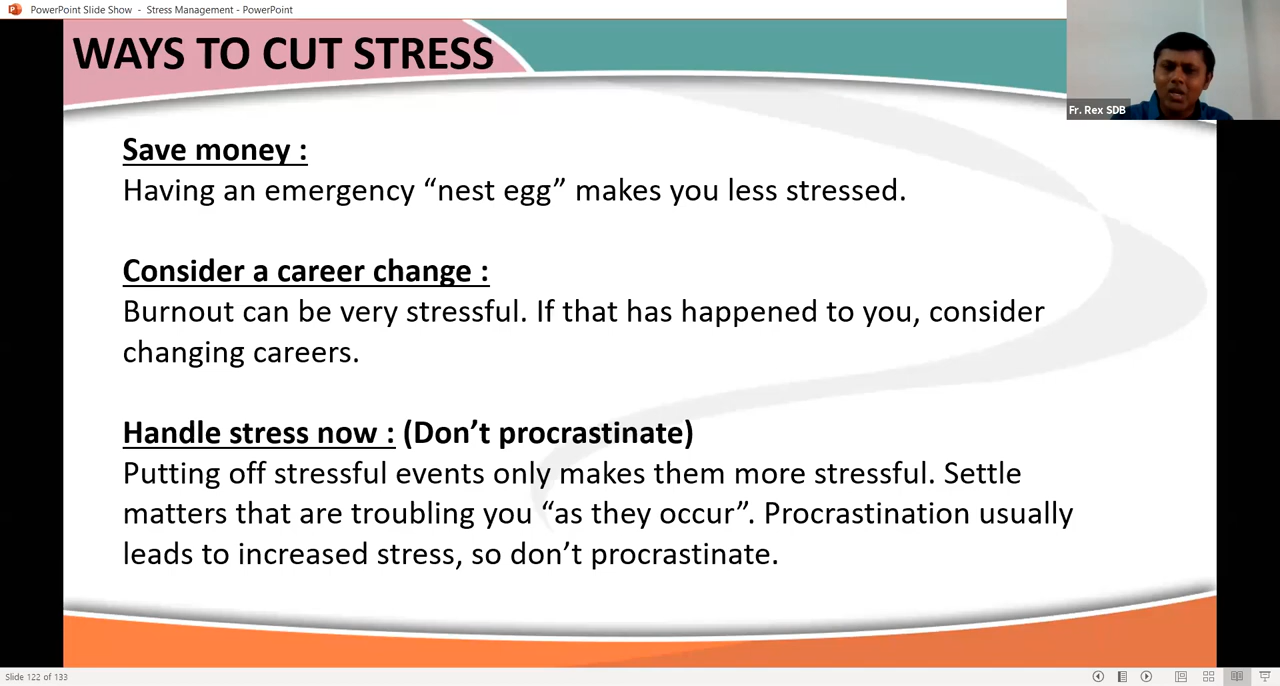 PowerPoint Slide Show - Stress Management - PowerPoint
WAYS TO CUT STRESS
Fr. Rex SDB
Save money :
Having an emergency “nest egg” makes you less stressed.
Consider a career change :
Burnout can be very stressful. If that has happened to you, consider
changing careers.
Handle stress now : (Don’t procrastinate)
Putting off stressful events only makes them more stressful. Settle
matters that are troubling you “as they occur”. Procrastination usually
leads to increased stress, so don’t procrastinate.
Slide 122 of 133